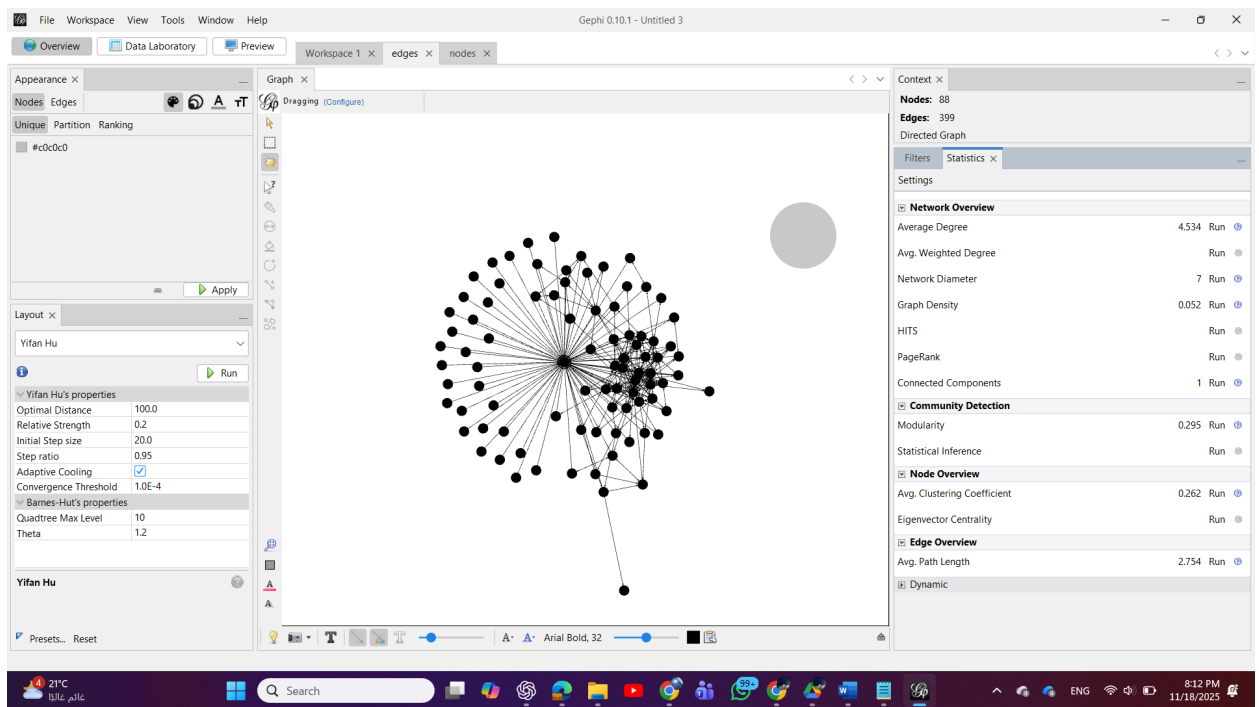 File Workspace View Tools Window Help Gephi 0.10.1 - Untitled 3
Overview Data Laboratory Preview Workspace 1 edges nodes
Appearance
Nodes Edges
Unique Partition Ranking
#c0c0c0
Apply
Layout
Yifan Hu
Run
Yifan Hu's properties
Optimal Distance 100.0
Relative Strength 0.2
Initial Step size 20.0
Step ratio 0.95
Adaptive Cooling
Convergence Threshold 1.0E-4
Barnes-Hut's properties
Quadtree Max Level 10
Theta 1.2
Yifan Hu
Presets... Reset
Graph
Dragging (Configure)
Arial Bold, 32
Context
Nodes: 88
Edges: 399
Directed Graph
Filters Statistics
Settings
Network Overview
Average Degree 4.534 Run
Avg. Weighted Degree Run
Network Diameter 7 Run
Graph Density 0.052 Run
HITS Run
PageRank Run
Connected Components 1 Run
Community Detection
Modularity 0.295 Run
Statistical Inference Run
Node Overview
Avg. Clustering Coefficient 0.262 Run
Eigenvector Centrality Run
Edge Overview
Avg. Path Length 2.754 Run
Dynamic
4 21°C
غائم غالبًا
Search
99+
ENG
8:12 PM
11/18/2025